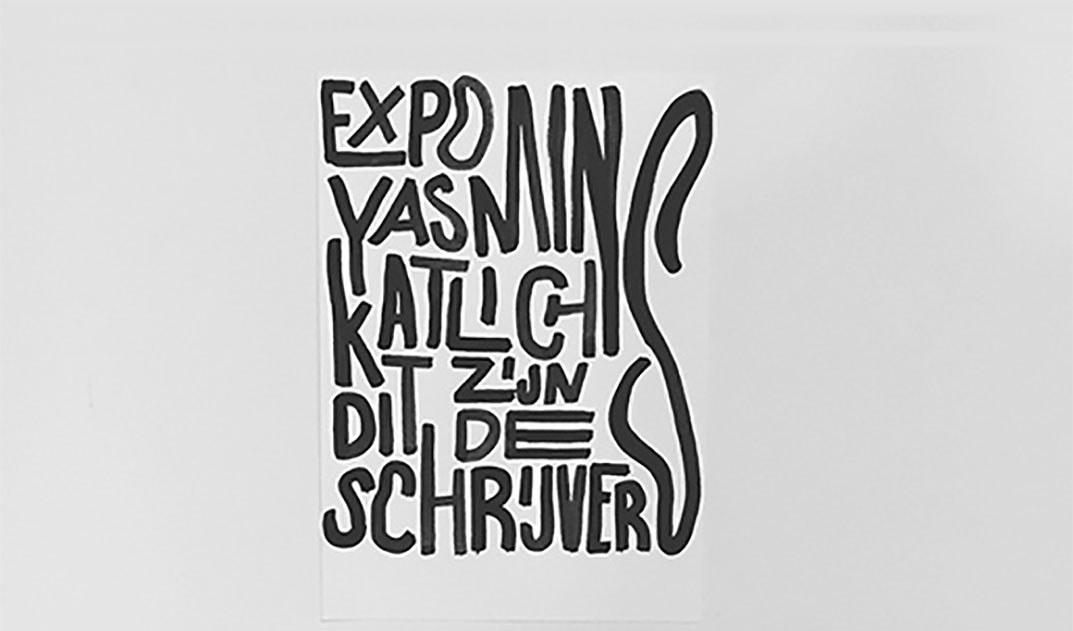 EXPO
YASMIN
KATLICH
DIT ZIJN
DE
SCHRIJVERS